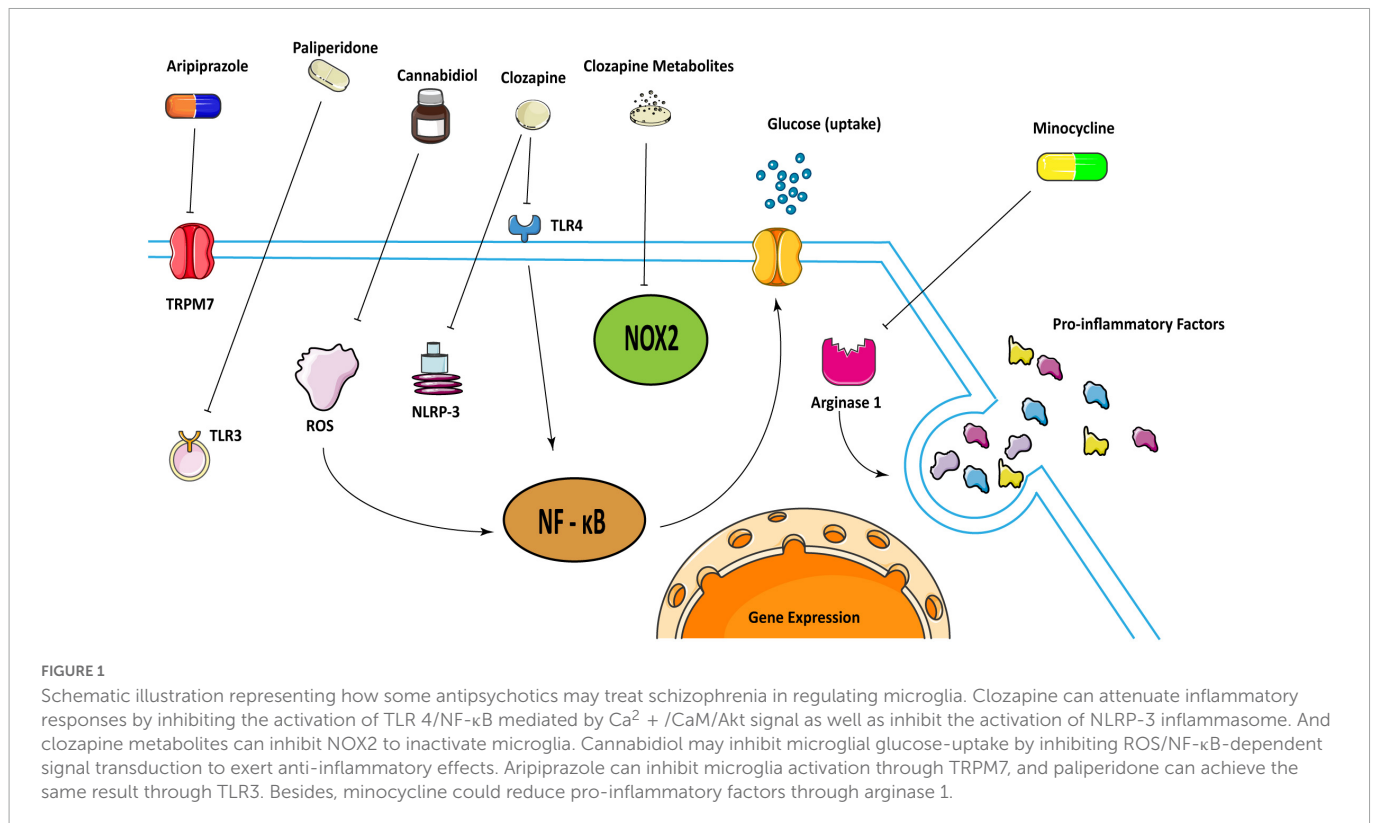 Paliperidone
Aripiprazole
Cannabidiol
Clozapine
Clozapine Metabolites
Glucose (uptake)
Minocycline
TLR4
TRPM7
NOX2
Pro-inflammatory Factors
ROS
NLRP-3
Arginase 1
TLR3
NF - κB
Gene Expression
FIGURE 1
Schematic illustration representing how some antipsychotics may treat schizophrenia in regulating microglia. Clozapine can attenuate inflammatory
responses by inhibiting the activation of TLR 4/NF-κB mediated by Ca² + /CaM/Akt signal as well as inhibit the activation of NLRP-3 inflammasome. And
clozapine metabolites can inhibit NOX2 to inactivate microglia. Cannabidiol may inhibit microglial glucose-uptake by inhibiting ROS/NF-κB-dependent
signal transduction to exert anti-inflammatory effects. Aripiprazole can inhibit microglia activation through TRPM7, and paliperidone can achieve the
same result through TLR3. Besides, minocycline could reduce pro-inflammatory factors through arginase 1.